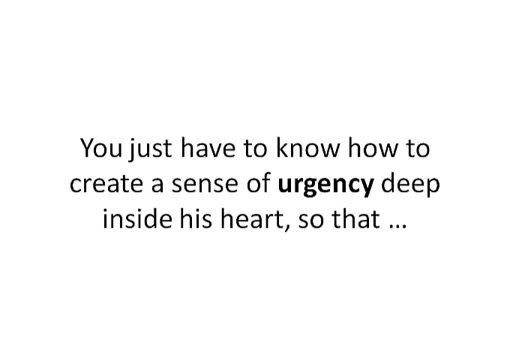 You just have to know how to
create a sense of urgency deep
inside his heart, so that ...